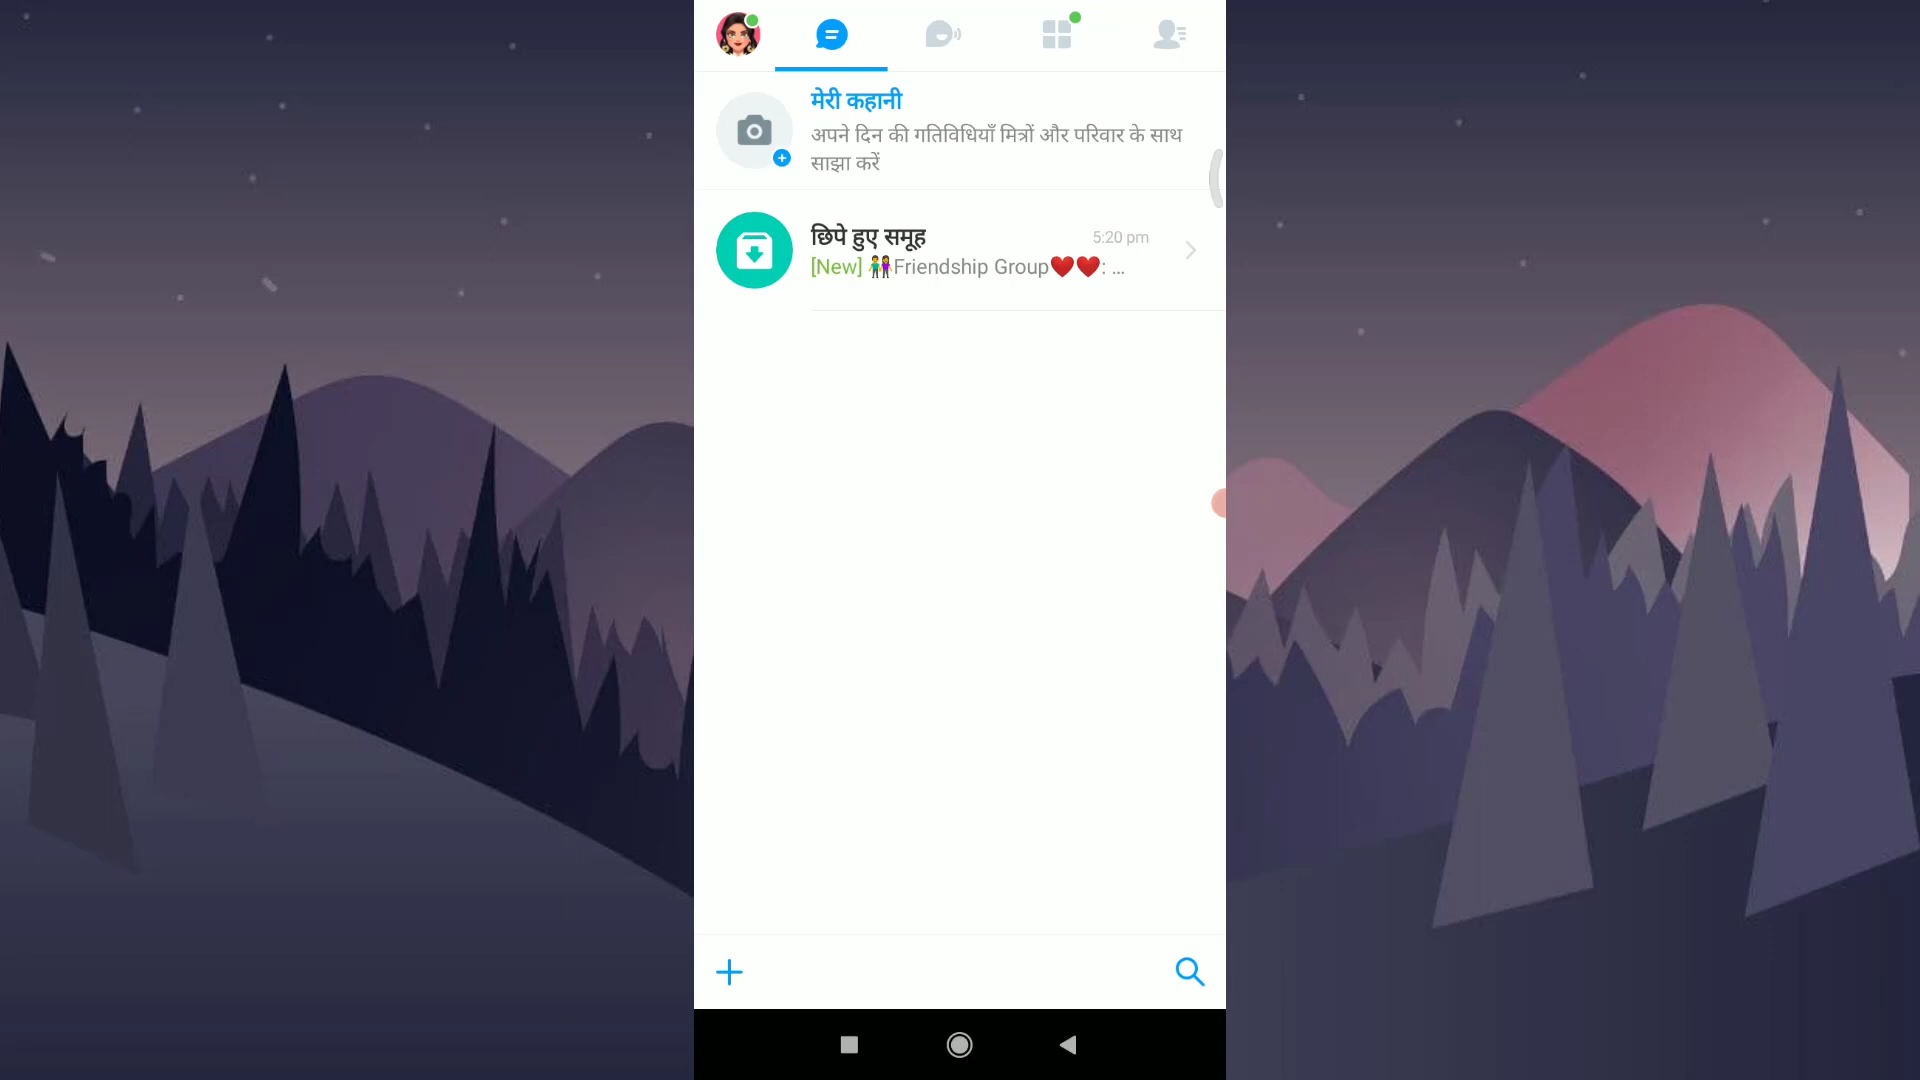 मेरी कहानी
अपने दिन की गतिविधियाँ मित्रों और परिवार के साथ
साझा करें
छिपे हुए समूह 5:20 pm
[New] 👫Friendship Group❤️❤️: ...